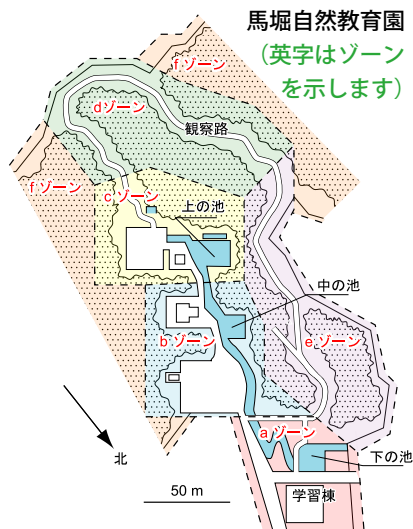 馬堀自然教育園
(英字はゾーン
を示します)
fゾーン
dゾーン
観察路
fゾーン
cゾーン
上の池
中の池
bゾーン
eゾーン
aゾーン
北
下の池
50 m
学習棟